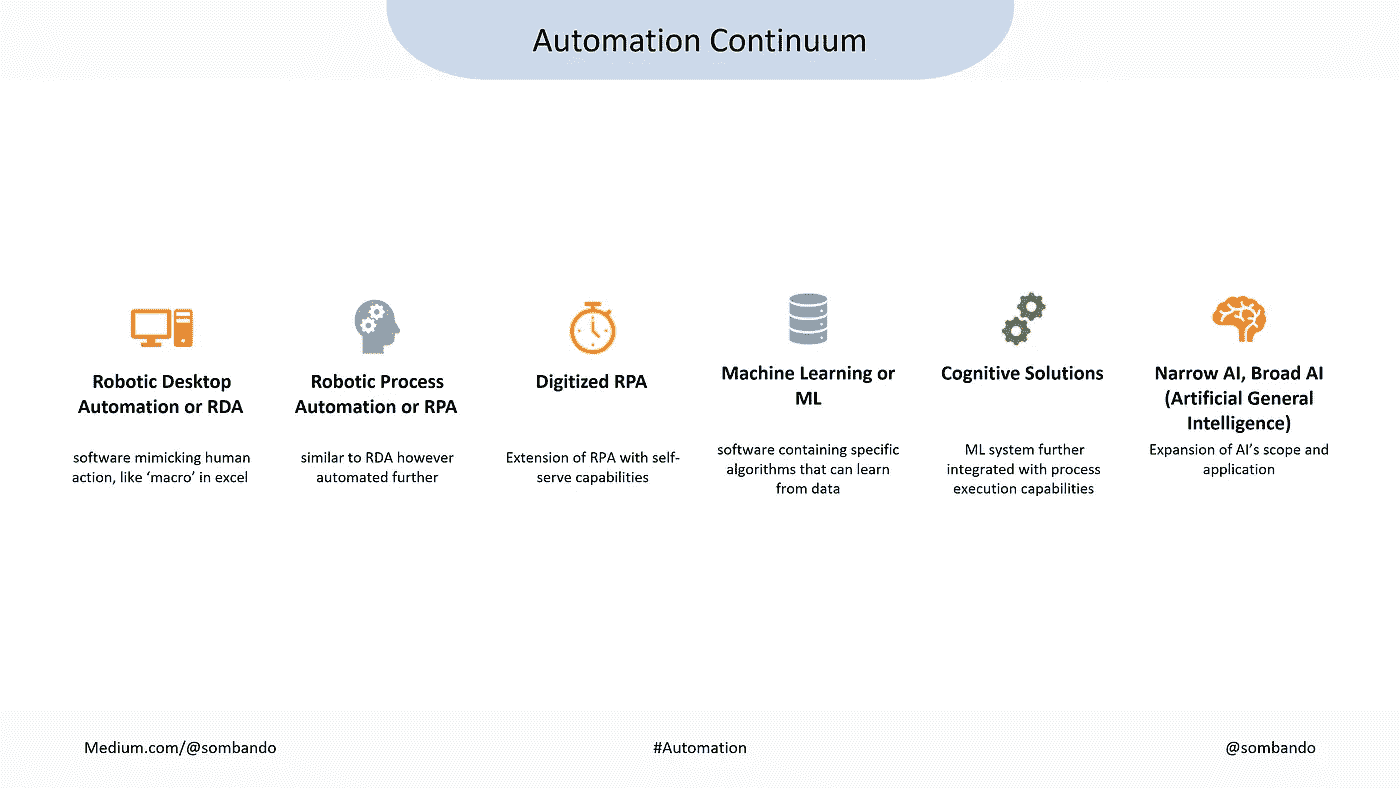 Automation Continuum
Robotic Desktop
Automation or RDA
software mimicking human
action, like ‘macro’ in excel
Robotic Process
Automation or RPA
similar to RDA however
automated further
Digitized RPA
Extension of RPA with self-
serve capabilities
Machine Learning or
ML
software containing specific
algorithms that can learn
from data
Cognitive Solutions
ML system further
integrated with process
execution capabilities
Narrow AI, Broad AI
(Artificial General
Intelligence)
Expansion of AI’s scope and
application
Medium.com/@sombando
#Automation
@sombando